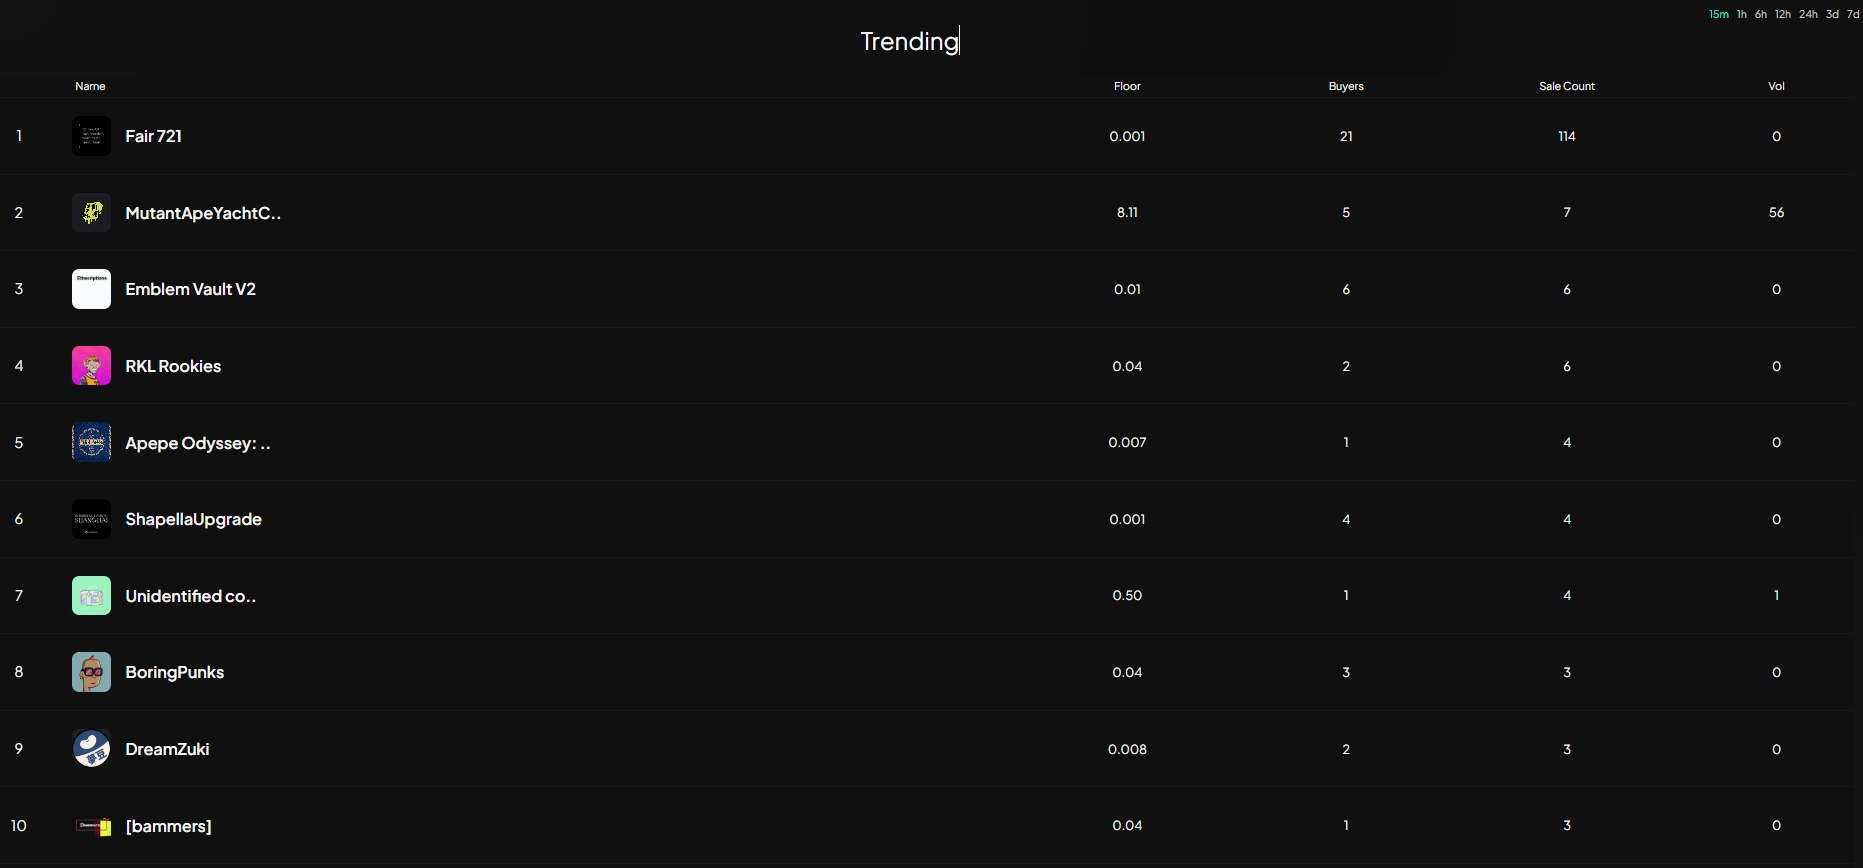 15m 1h 6h 12h 24h 3d 7d
Trending
Name Floor Buyers Sale Count Vol
1 Fair 721 0.001 21 114 0
2 MutantApeYachtC.. 8.11 5 7 56
3 Ethscriptions Emblem Vault V2 0.01 6 6 0
4 RKL Rookies 0.04 2 6 0
5 Apepe Odyssey: .. 0.007 1 4 0
6 SHANGHAI ShapellaUpgrade 0.001 4 4 0
7 Unidentified co.. 0.50 1 4 1
8 BoringPunks 0.04 3 3 0
9 夢豆 DreamZuki 0.008 2 3 0
10 [bammers] 0.04 1 3 0